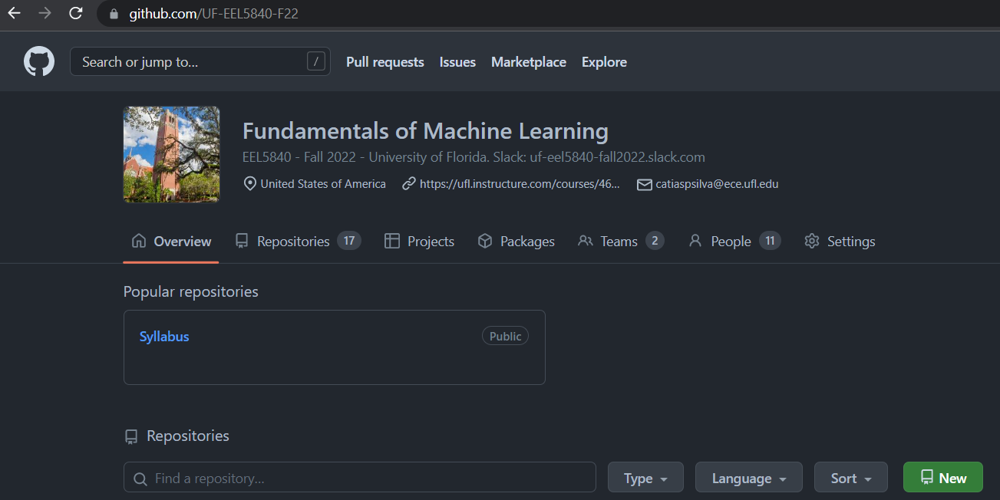 github.com/UF-EEL5840-F22
Search or jump to... / Pull requests Issues Marketplace Explore
Fundamentals of Machine Learning
EEL5840 - Fall 2022 - University of Florida. Slack: uf-eel5840-fall2022.slack.com
United States of America https://ufl.instructure.com/courses/46... catiaspsilva@ece.ufl.edu
Overview Repositories 17 Projects Packages Teams 2 People 11 Settings
Popular repositories
Syllabus Public
Repositories
Find a repository... Type Language Sort New